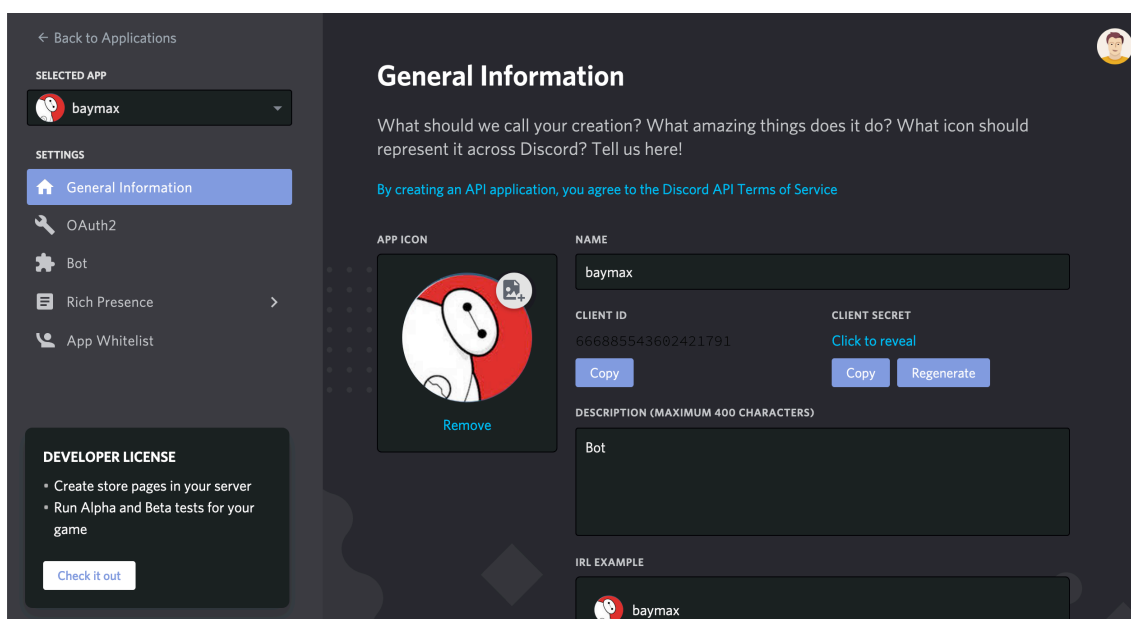 ← Back to Applications
SELECTED APP
baymax
SETTINGS
General Information
OAuth2
Bot
Rich Presence
App Whitelist
DEVELOPER LICENSE
Create store pages in your server
Run Alpha and Beta tests for your
game
Check it out
General Information
What should we call your creation? What amazing things does it do? What icon should
represent it across Discord? Tell us here!
By creating an API application, you agree to the Discord API Terms of Service
APP ICON
Remove
NAME
baymax
CLIENT ID
666885543602421791
Copy
CLIENT SECRET
Click to reveal
Copy Regenerate
DESCRIPTION (MAXIMUM 400 CHARACTERS)
Bot
IRL EXAMPLE
baymax